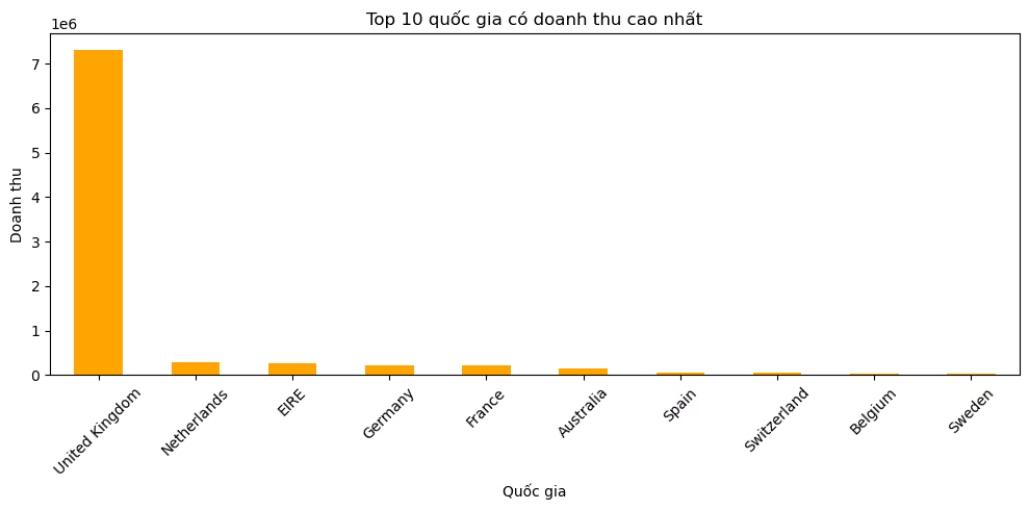 Top 10 quốc gia có doanh thu cao nhất
1e6
7
6
5
4
3
2
1
0
Doanh thu
United Kingdom
Netherlands
EIRE
Germany
France
Australia
Spain
Switzerland
Belgium
Sweden
Quốc gia